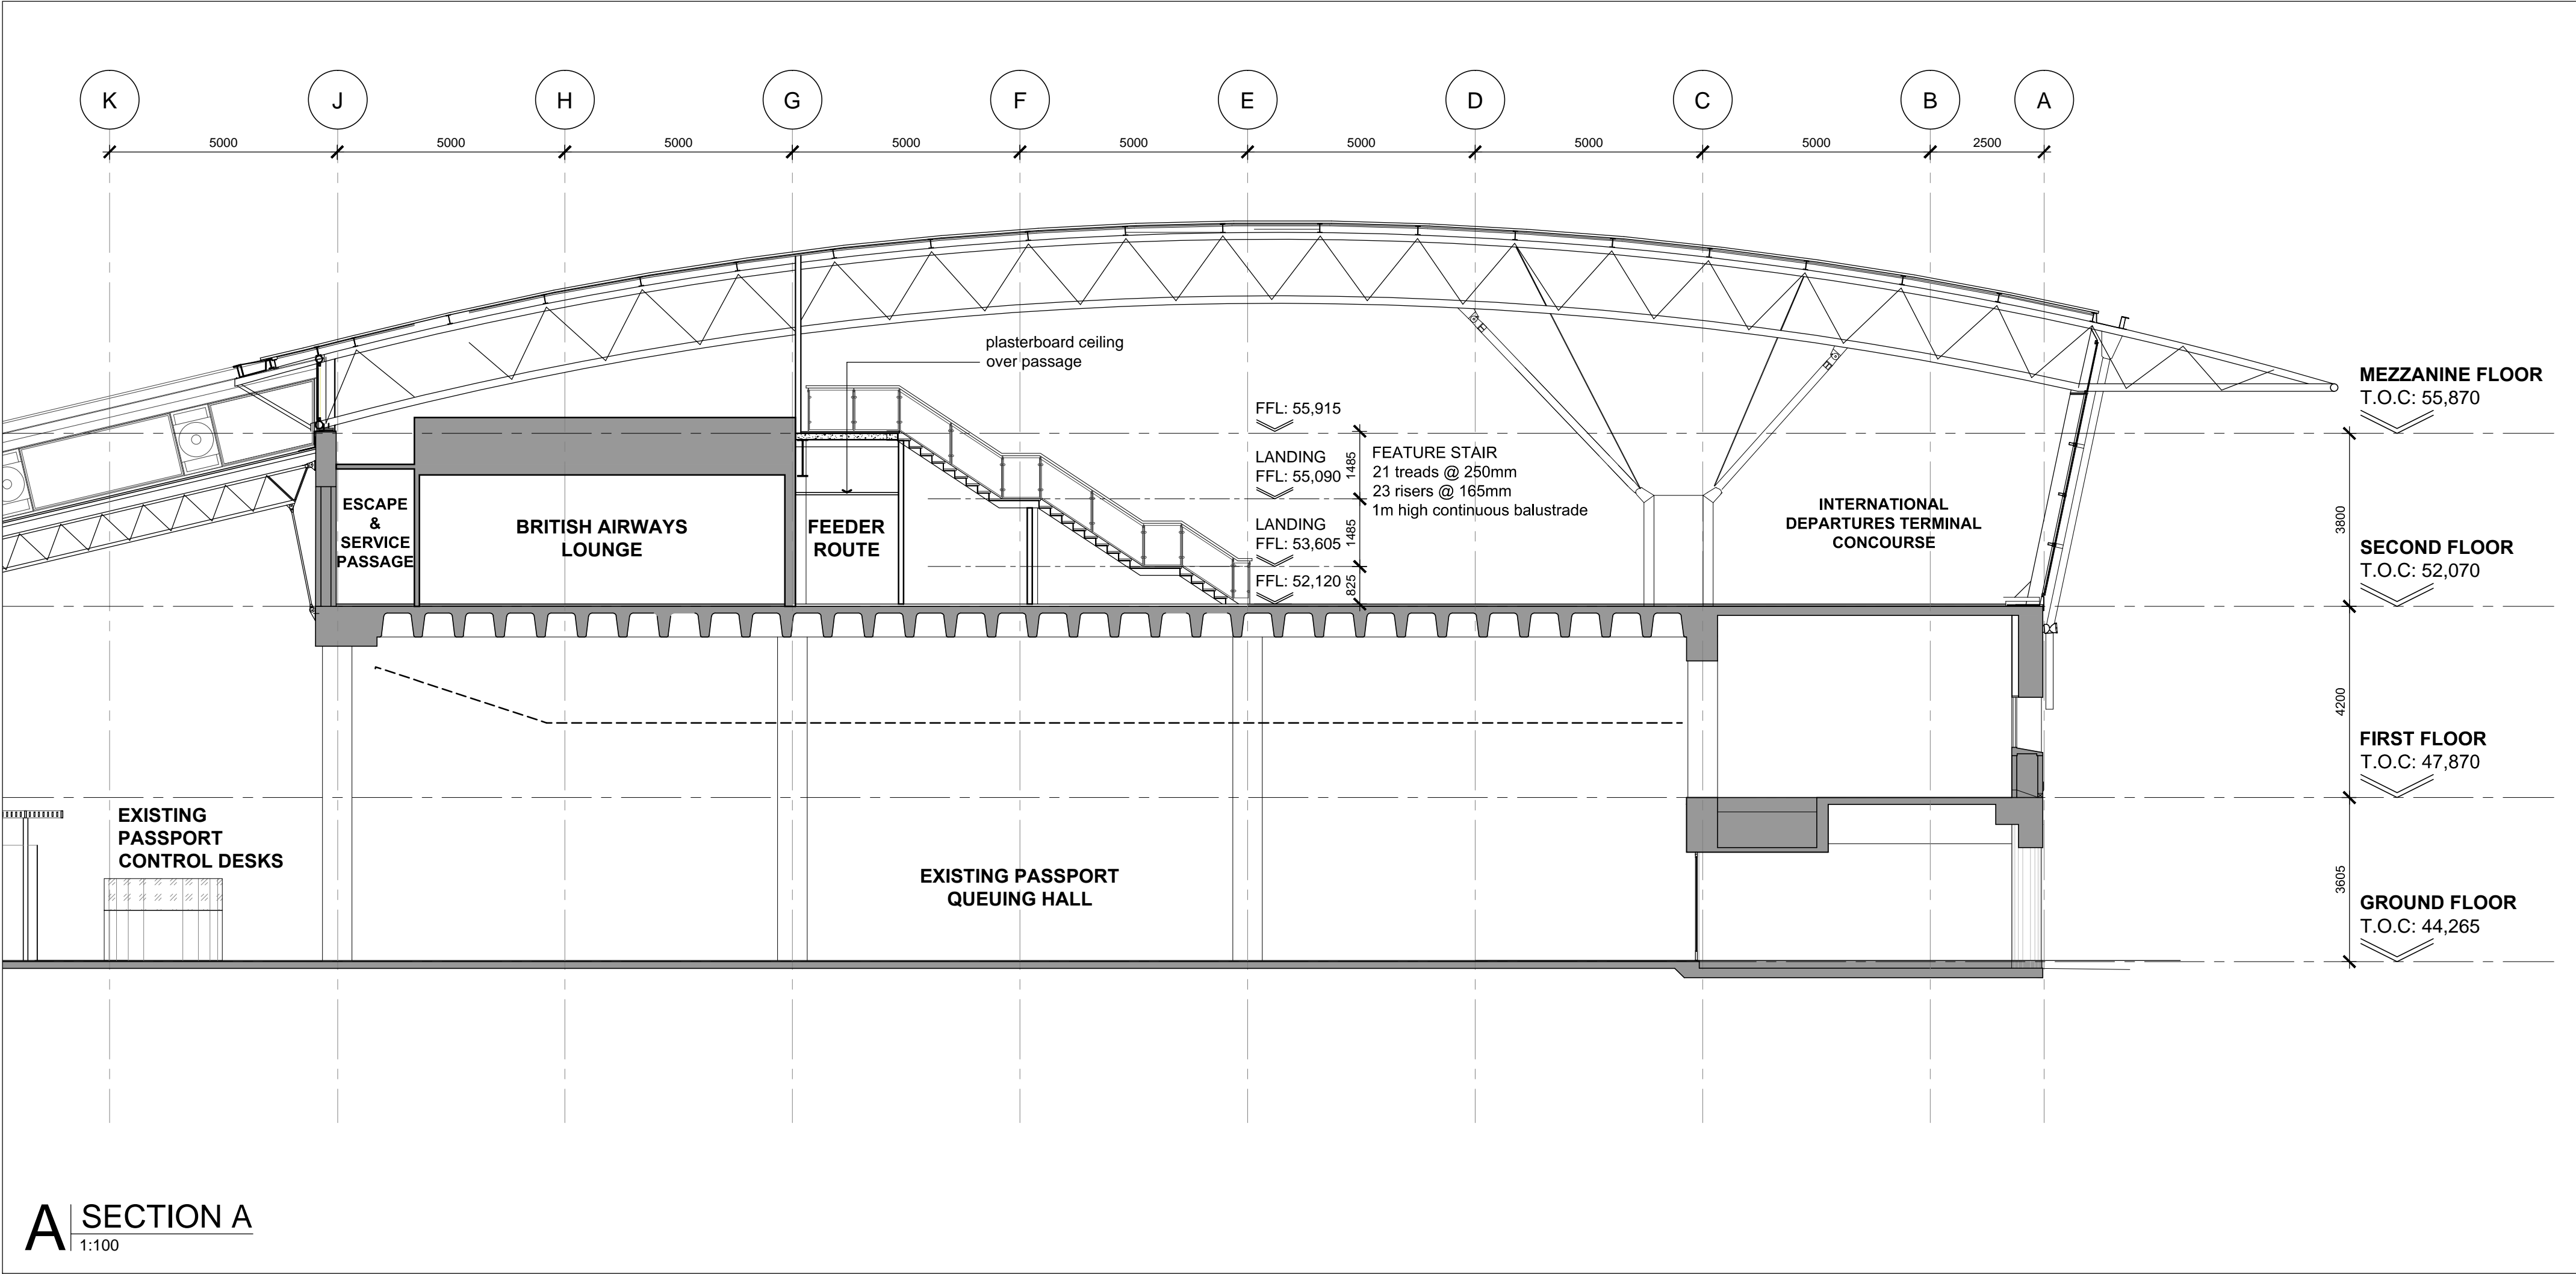 K
J
H
G
F
E
D
C
B
A
5000
5000
5000
5000
5000
5000
5000
5000
2500
plasterboard ceiling
over passage
MEZZANINE FLOOR
T.O.C: 55,870
FFL: 55,915
LANDING
FFL: 55,090
1485
FEATURE STAIR
21 treads @ 250mm
23 risers @ 165mm
1m high continuous balustrade
LANDING
FFL: 53,605
1485
FFL: 52,120
825
ESCAPE
&
SERVICE
PASSAGE
BRITISH AIRWAYS
LOUNGE
FEEDER
ROUTE
INTERNATIONAL
DEPARTURES TERMINAL
CONCOURSE
3800
SECOND FLOOR
T.O.C: 52,070
4200
FIRST FLOOR
T.O.C: 47,870
EXISTING
PASSPORT
CONTROL DESKS
EXISTING PASSPORT
QUEUING HALL
3605
GROUND FLOOR
T.O.C: 44,265
A
SECTION A
1:100